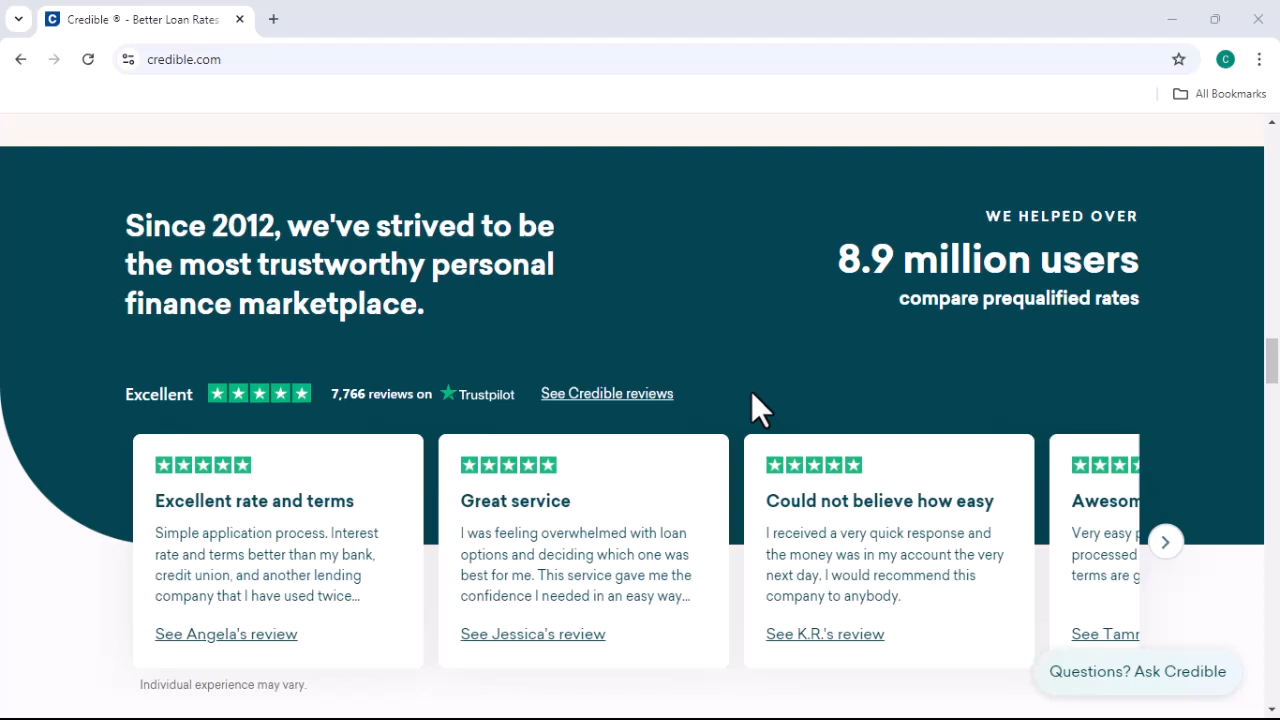 Credible ® - Better Loan Rates
credible.com
C
All Bookmarks
Since 2012, we've strived to be
the most trustworthy personal
finance marketplace.
WE HELPED OVER
8.9 million users
compare prequalified rates
Excellent
7,766 reviews on
Trustpilot
See Credible reviews
Excellent rate and terms
Simple application process. Interest
rate and terms better than my bank,
credit union, and another lending
company that I have used twice...
See Angela's review
Great service
I was feeling overwhelmed with loan
options and deciding which one was
best for me. This service gave me the
confidence I needed in an easy way...
See Jessica's review
Could not believe how easy
I received a very quick response and
the money was in my account the very
next day. I would recommend this
company to anybody.
See K.R.'s review
Awesom
Very easy p
processed
terms are g
See Tamr
Individual experience may vary.
Questions? Ask Credible